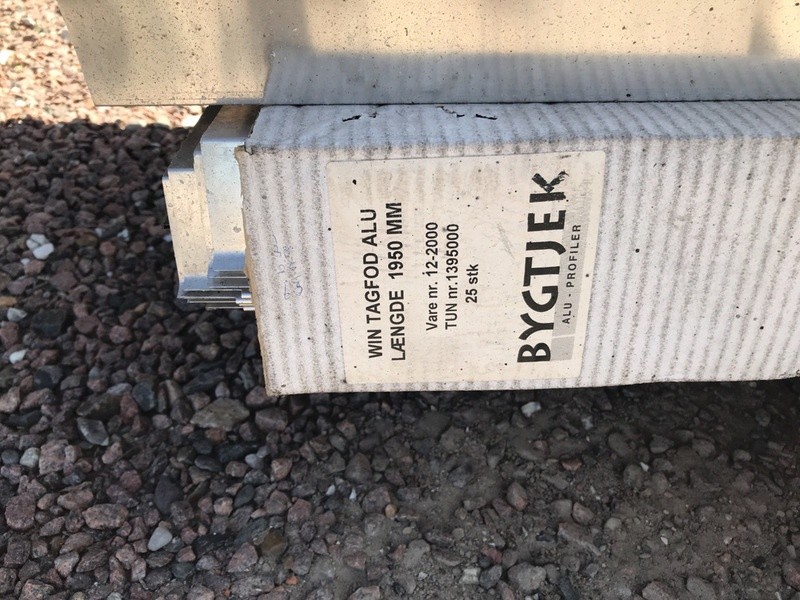 WIN TAGFOD ALU
LÆNGDE 1950 MM
Vare nr. 12-2000
TUN nr.1395000
25 stk
BYGTJEK
ALU - PROFILER